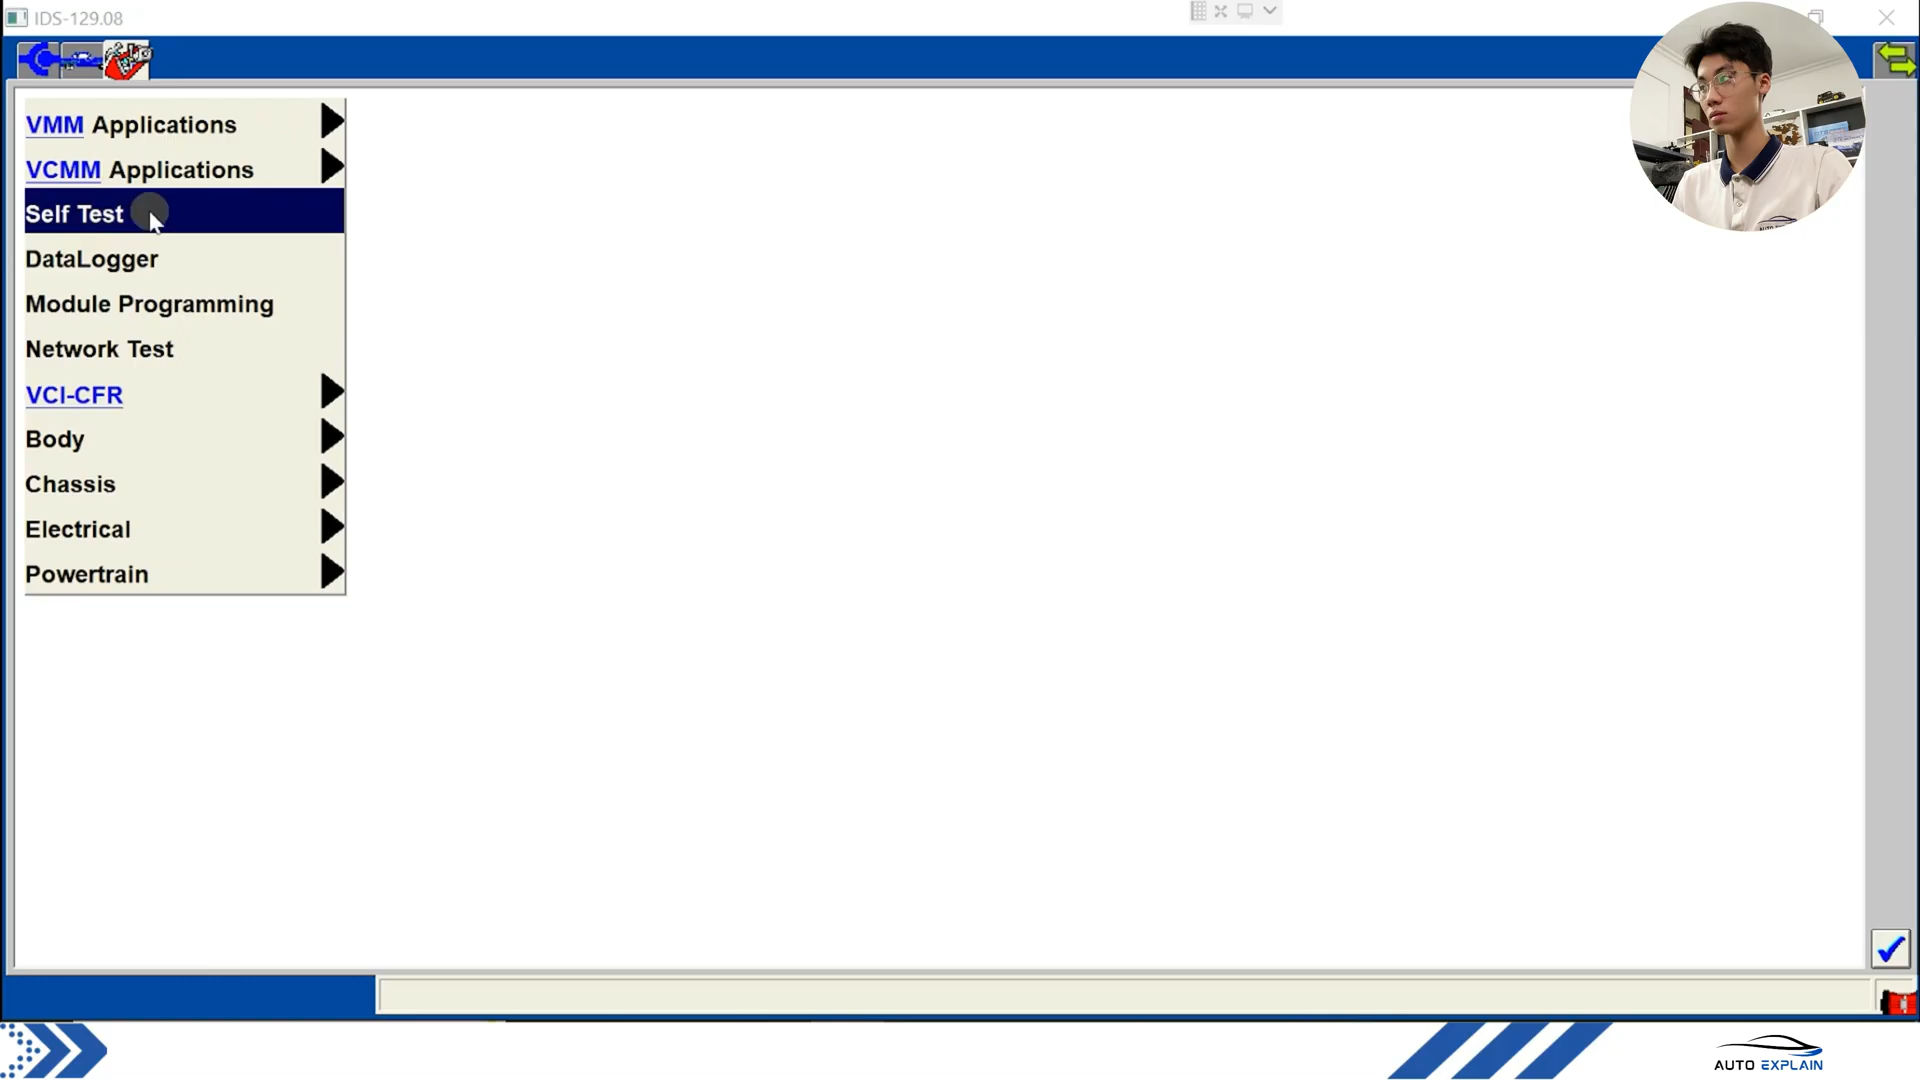 IDS-129.08
VMM Applications
VCMM Applications
Self Test
DataLogger
Module Programming
Network Test
VCI-CFR
Body
Chassis
Electrical
Powertrain
AUTO EXPLAIN